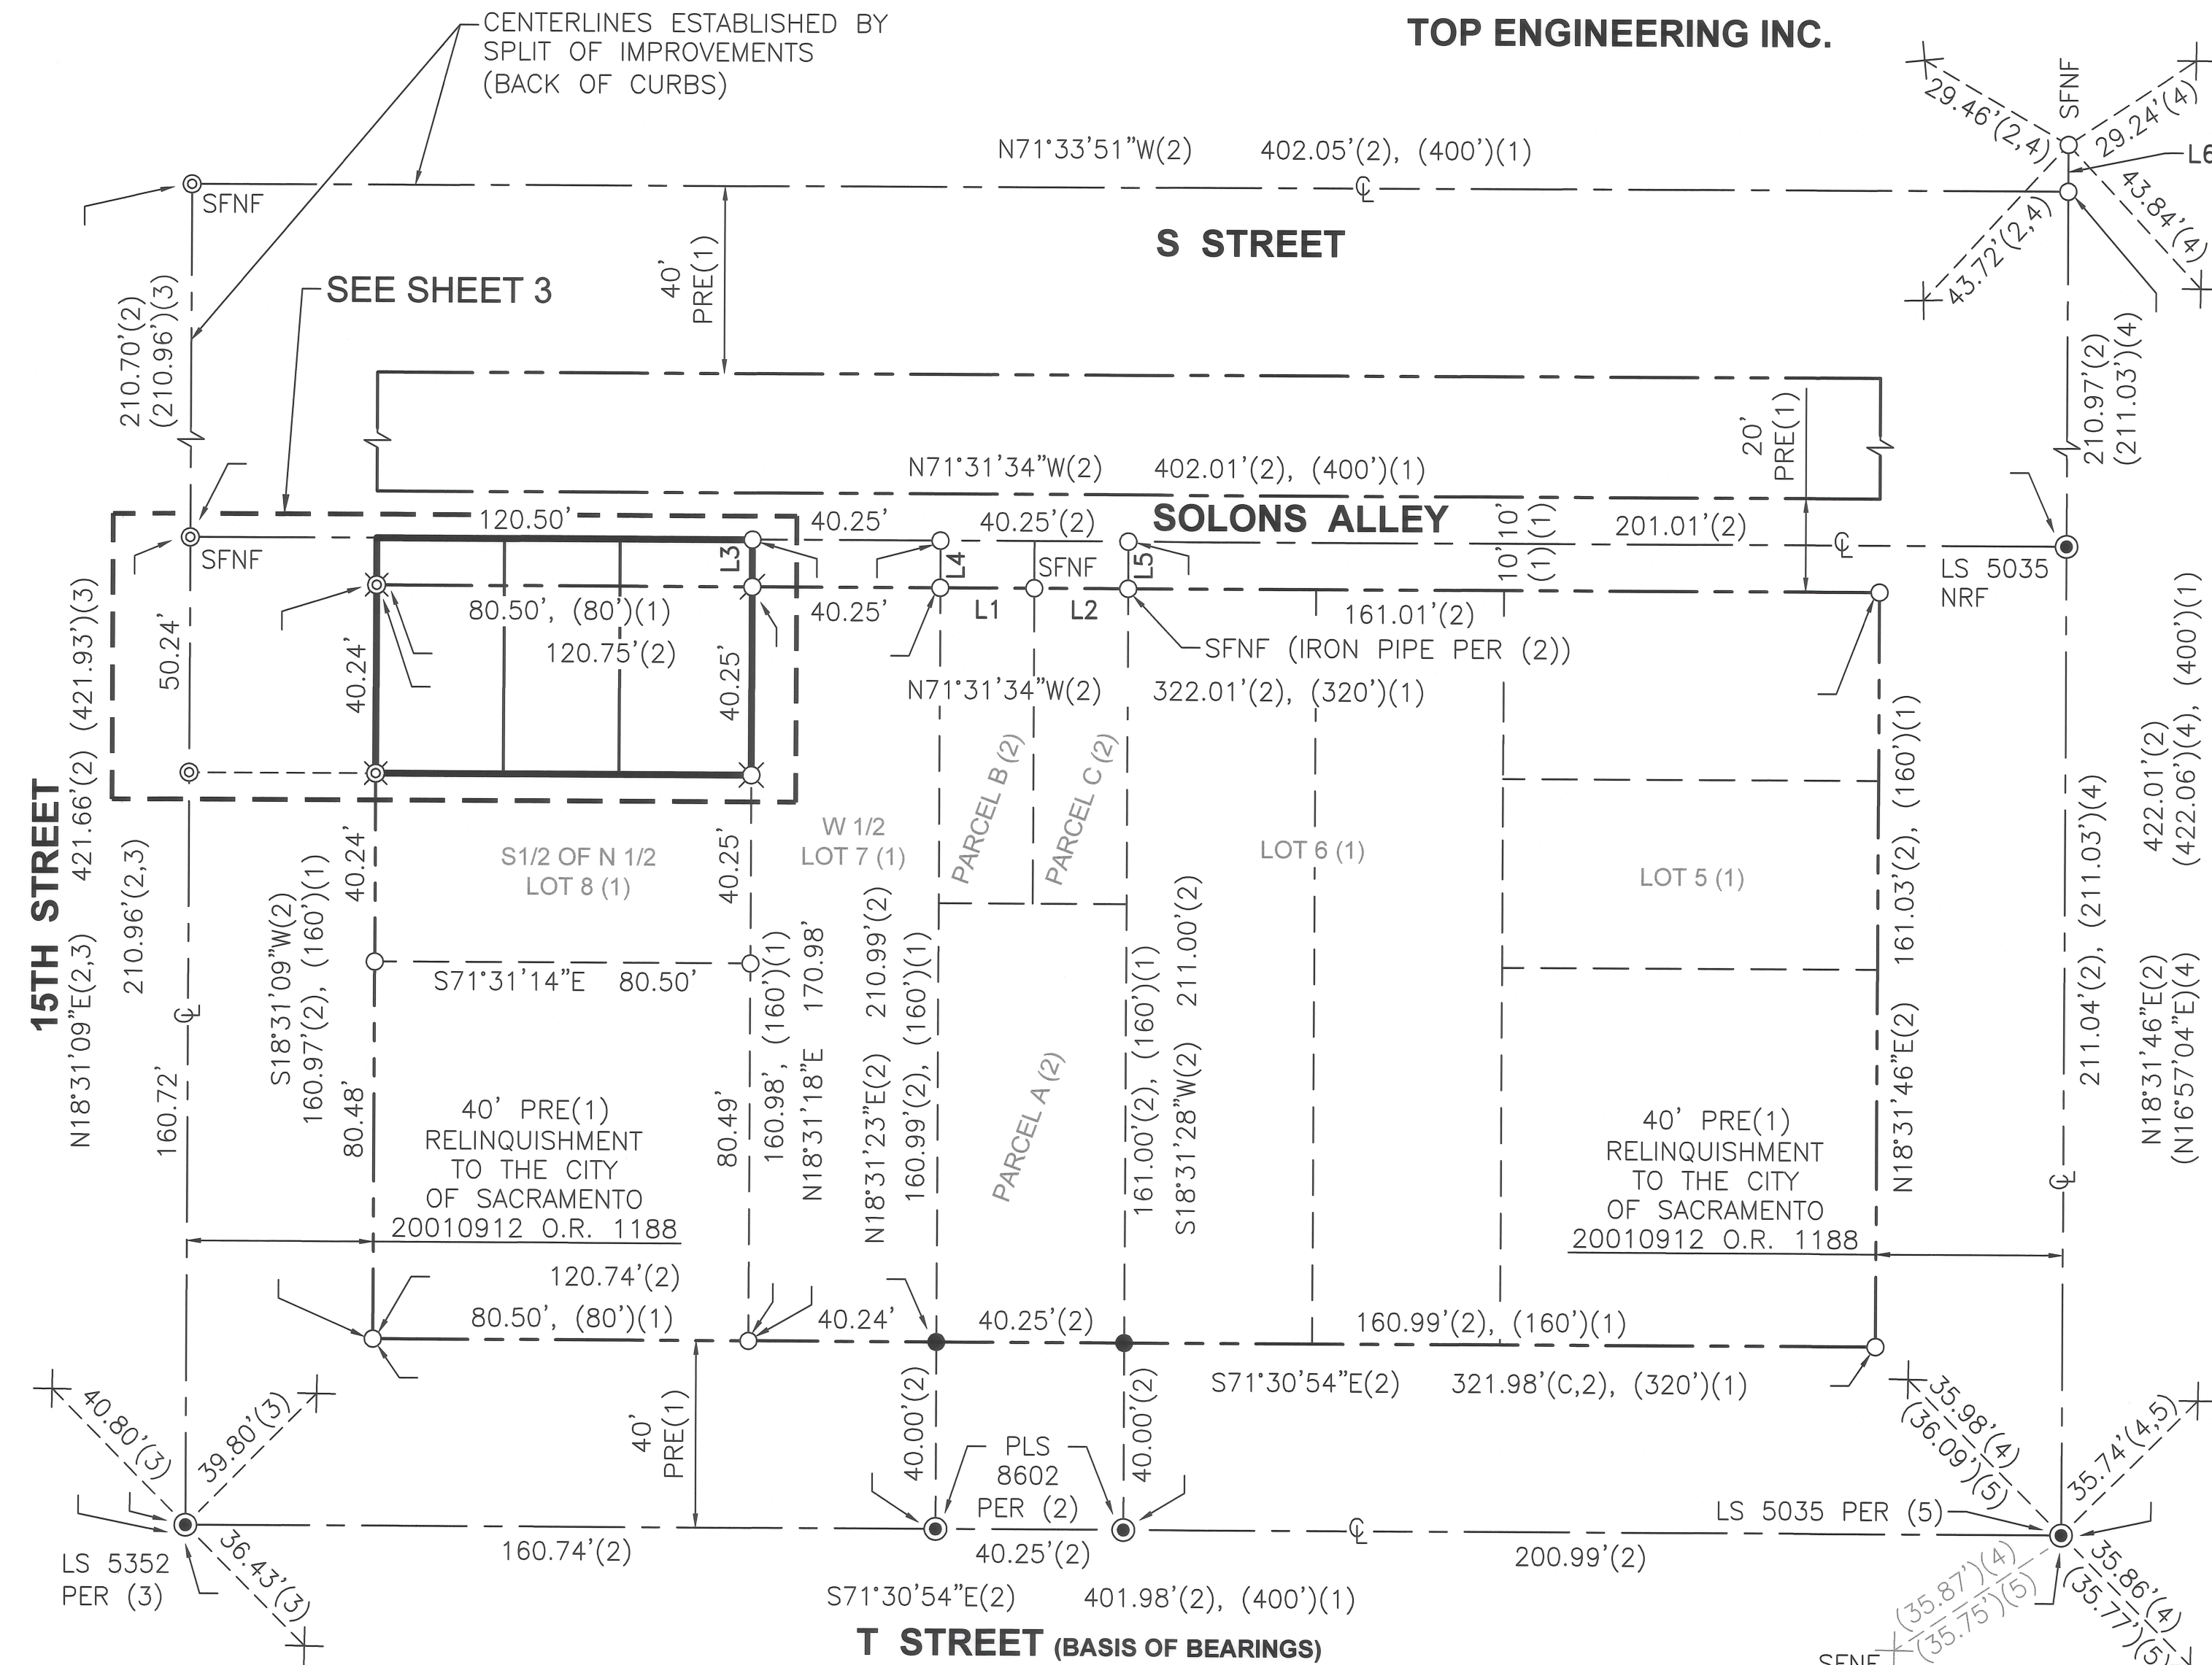 CENTERLINES ESTABLISHED BY
SPLIT OF IMPROVEMENTS
(BACK OF CURBS)
TOP ENGINEERING INC.
SFNF
29.46'(2,4)
29.24'(4)
L6
43.72'(2,4)
43.84'(4)
N71°33'51"W(2) 402.05'(2), (400')(1)
SFNF
S STREET
40'
PRE(1)
SEE SHEET 3
210.70'(2)
(210.96')(3)
210.97'(2)
(211.03')(4)
20'
PRE(1)
N71°31'34"W(2) 402.01'(2), (400')(1)
SOLONS ALLEY
120.50'
40.25'
40.25'(2)
10' 10'
(1) (1)
201.01'(2)
SFNF
L3
L4
SFNF
L5
LS 5035
NRF
80.50', (80')(1)
40.25'
L1
L2
161.01'(2)
120.75'(2)
SFNF (IRON PIPE PER (2))
N71°31'34"W(2) 322.01'(2), (320')(1)
50.24'
40.24'
40.25'
15TH STREET
N18°31'09"E(2,3) 421.66'(2) (421.93')(3)
210.96'(2,3)
160.72'
40.24'
S1/2 OF N 1/2
LOT 8 (1)
40.25'
W 1/2
LOT 7 (1)
PARCEL B (2)
PARCEL C (2)
LOT 6 (1)
LOT 5 (1)
S18°31'09"W(2)
160.97'(2), (160')(1)
S71°31'14"E 80.50'
80.48'
80.49'
160.98', (160')(1)
N18°31'18"E 170.98'
N18°31'23"E(2) 210.99'(2)
160.99'(2), (160')(1)
PARCEL A (2)
161.00'(2), (160')(1)
S18°31'28"W(2) 211.00'(2)
N18°31'46"E(2) 161.03'(2), (160')(1)
211.04'(2), (211.03')(4)
N18°31'46"E(2) 422.01'(2)
(N16°57'04"E)(4) (422.06')(4), (400')(1)
40' PRE(1)
RELINQUISHMENT
TO THE CITY
OF SACRAMENTO
20010912 O.R. 1188
40' PRE(1)
RELINQUISHMENT
TO THE CITY
OF SACRAMENTO
20010912 O.R. 1188
120.74'(2)
80.50', (80')(1)
40.24'
40.25'(2)
160.99'(2), (160')(1)
S71°30'54"E(2) 321.98'(C,2), (320')(1)
40'
PRE(1)
40.00'(2)
40.00'(2)
PLS
8602
PER (2)
40.80'(3)
39.80'(3)
36.43'(3)
LS 5352
PER (3)
35.98'(4)
(36.09')(5)
35.74'(4,5)
LS 5035 PER (5)
160.74'(2)
40.25'(2)
200.99'(2)
(35.87')(4)
(35.75')(5)
35.86'(4)
(35.77')(5)
S71°30'54"E(2) 401.98'(2), (400')(1)
T STREET (BASIS OF BEARINGS)
SFNF